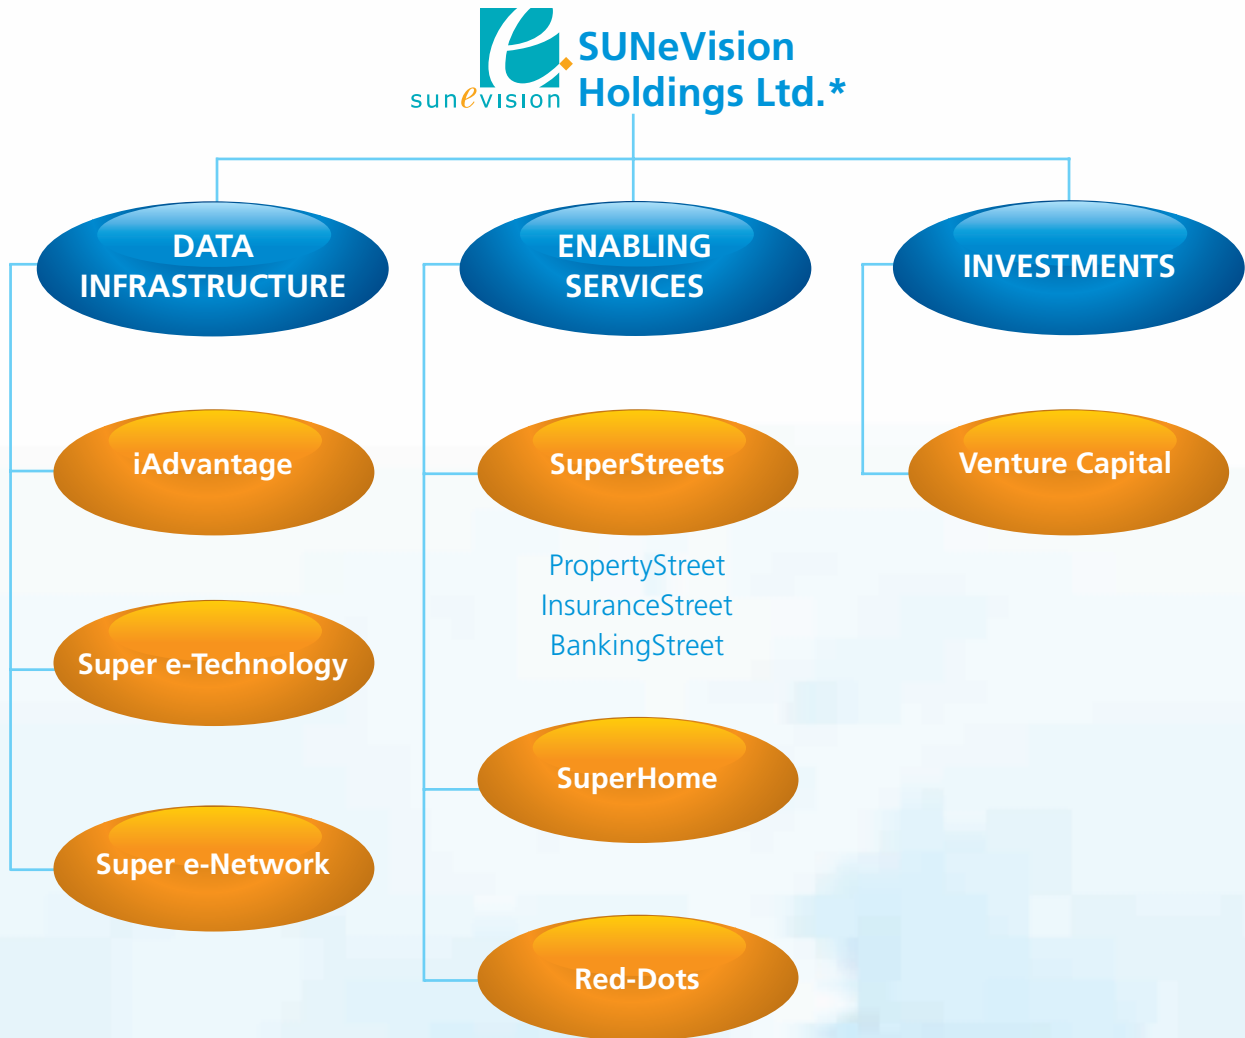 sunevision
SUNeVision
Holdings Ltd.*
DATA
INFRASTRUCTURE
ENABLING
SERVICES
INVESTMENTS
iAdvantage
SuperStreets
Venture Capital
PropertyStreet
InsuranceStreet
BankingStreet
Super e-Technology
SuperHome
Super e-Network
Red-Dots